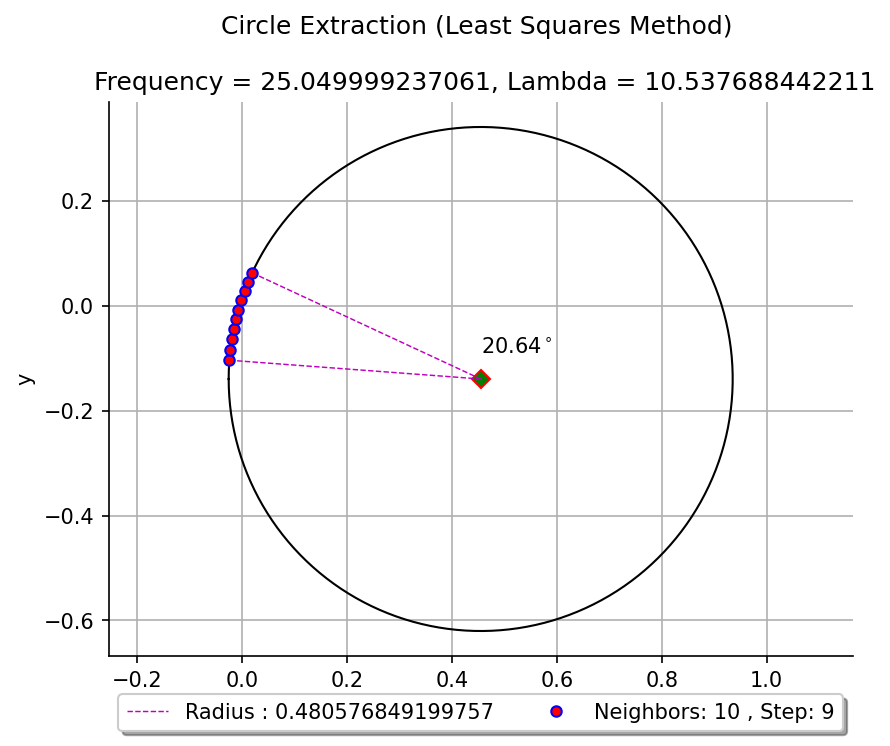 Circle Extraction (Least Squares Method)
Frequency = 25.049999237061, Lambda = 10.537688442211
y
0.2
0.0
−0.2
−0.4
−0.6
20.64°
−0.2 0.0 0.2 0.4 0.6 0.8 1.0
Radius : 0.480576849199757 Neighbors: 10 , Step: 9